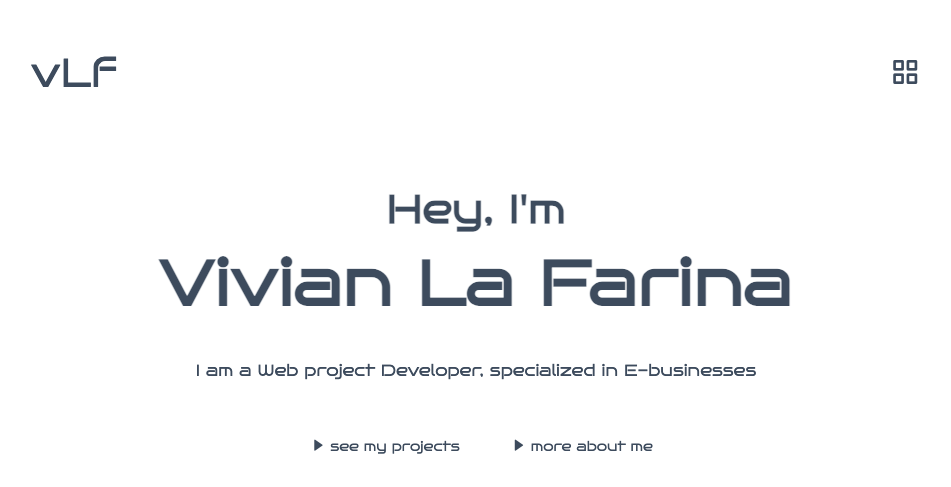 vLF
Hey, I'm
Vivian La Farina
I am a Web project Developer, specialized in E-businesses
see my projects
more about me